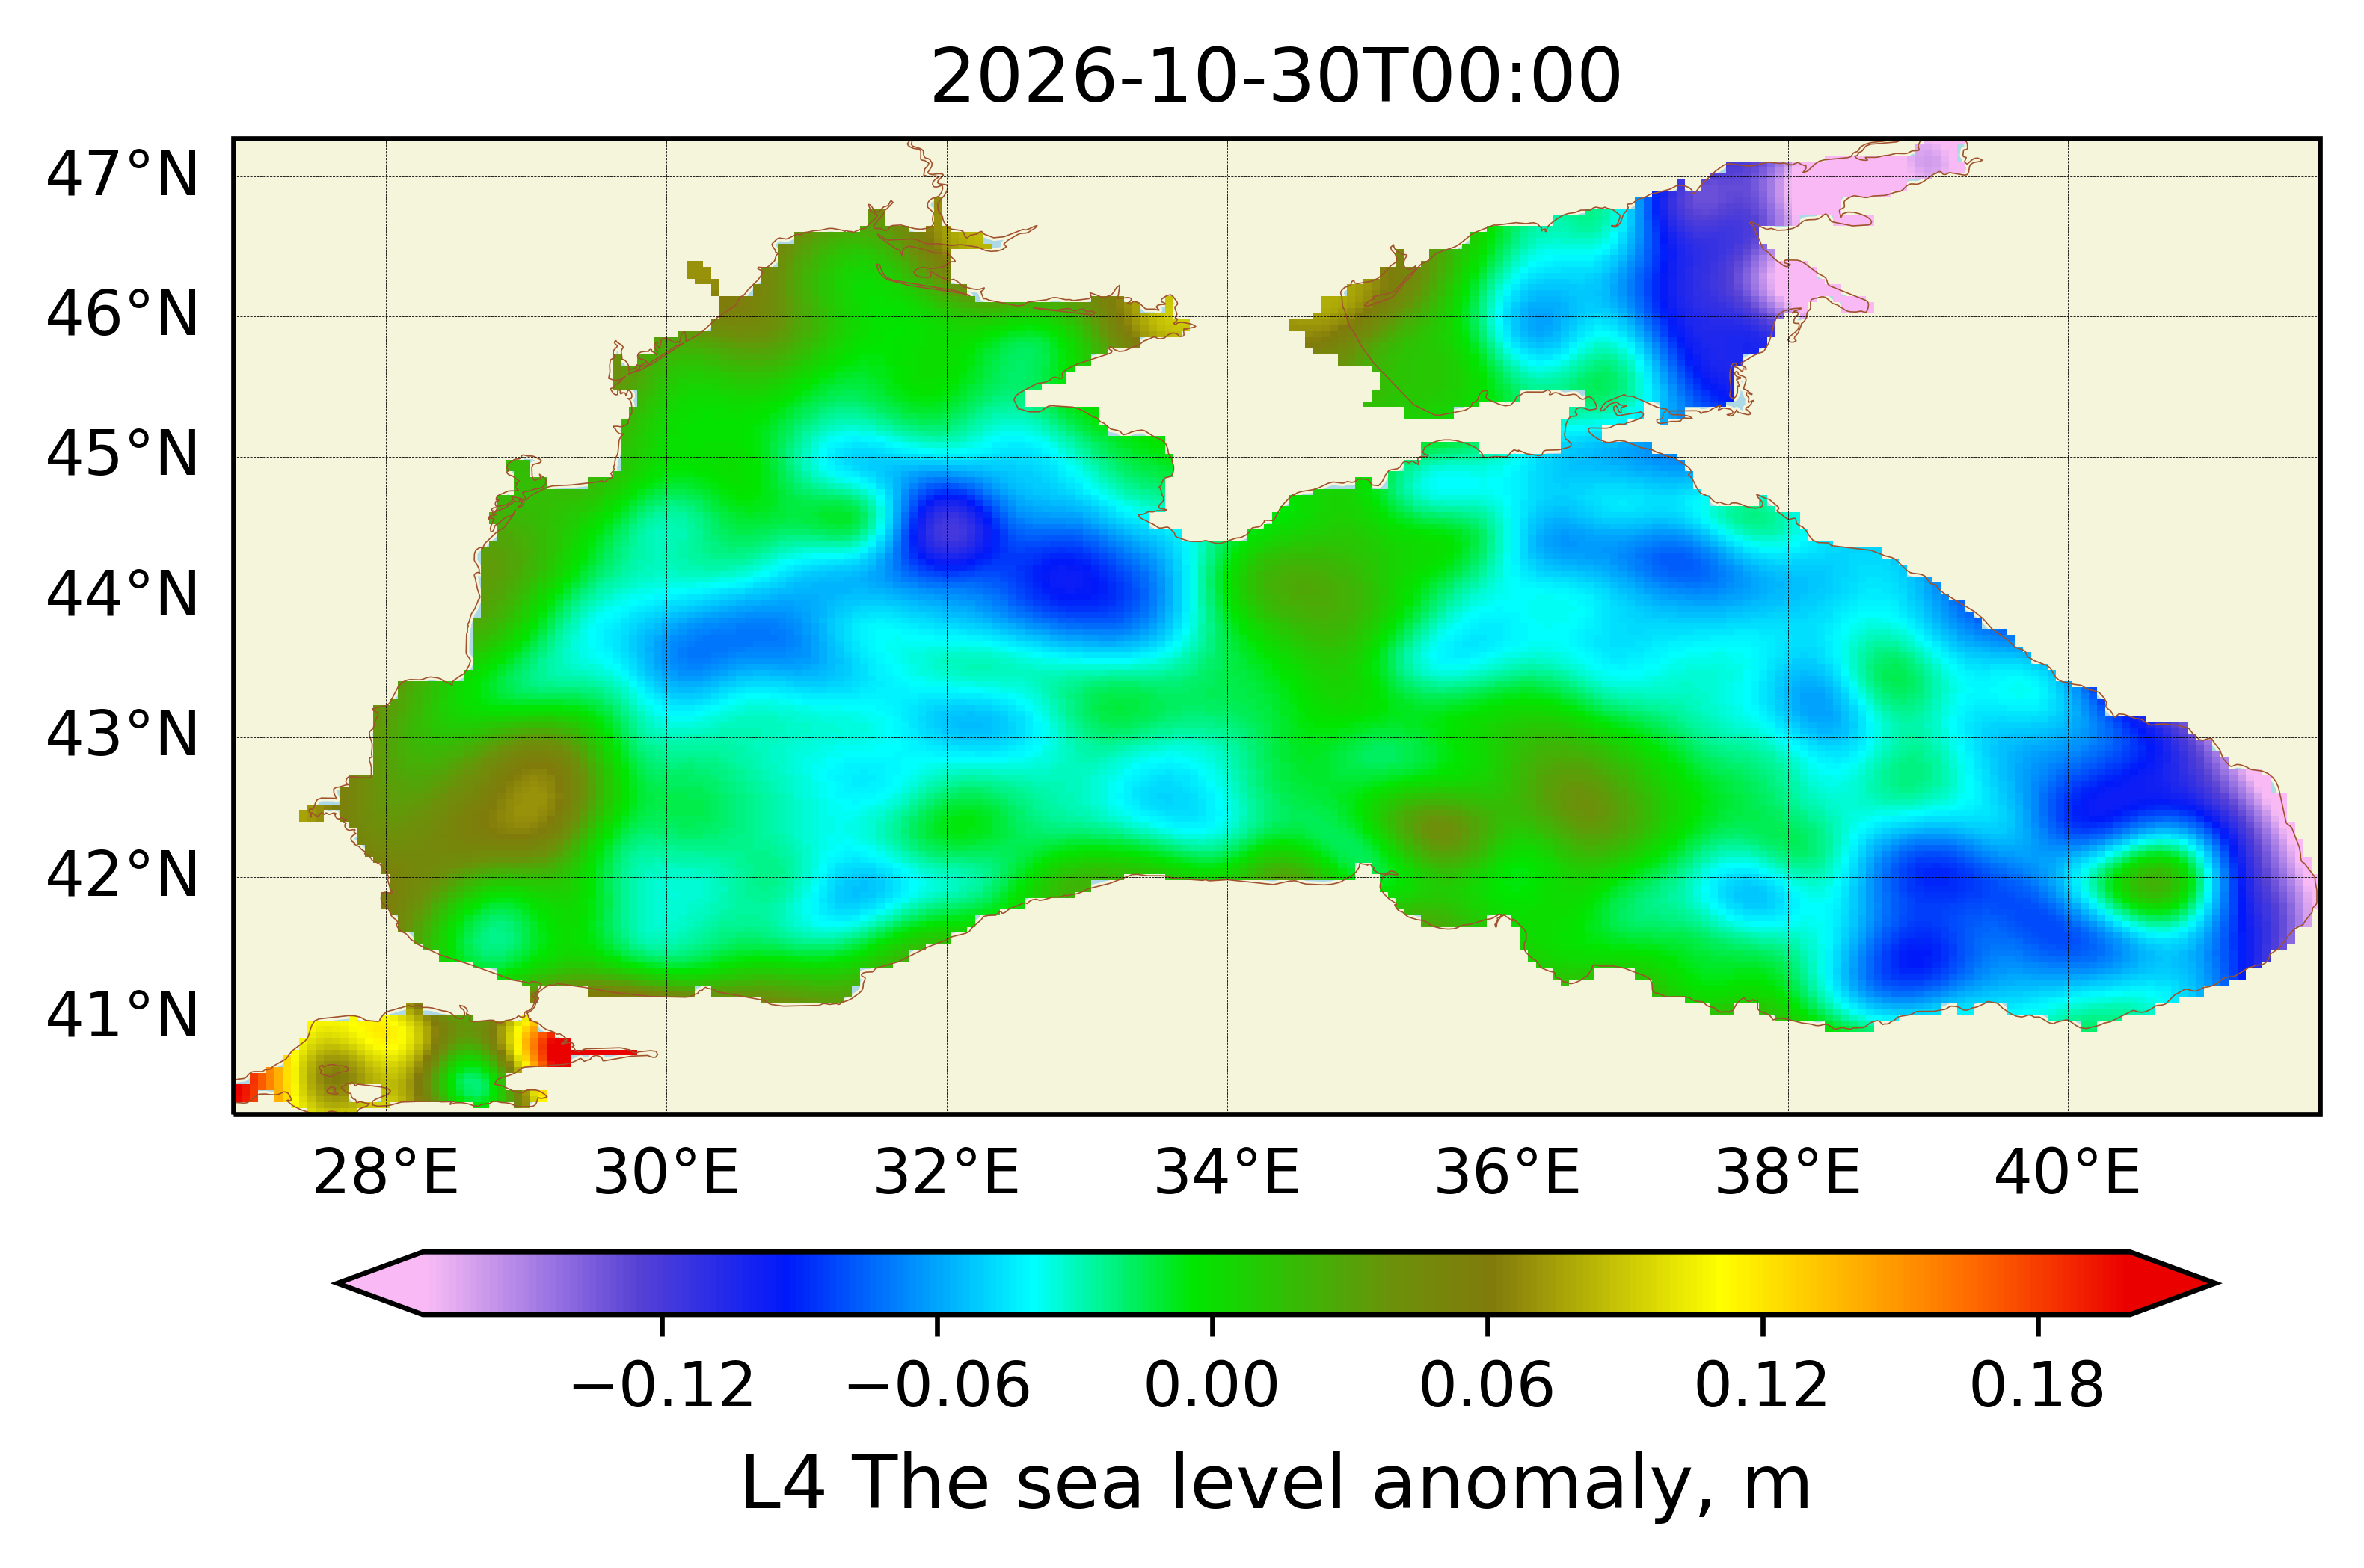 2026-10-30T00:00
47°N
46°N
45°N
44°N
43°N
42°N
41°N
28°E 30°E 32°E 34°E 36°E 38°E 40°E
−0.12 −0.06 0.00 0.06 0.12 0.18
L4 The sea level anomaly, m